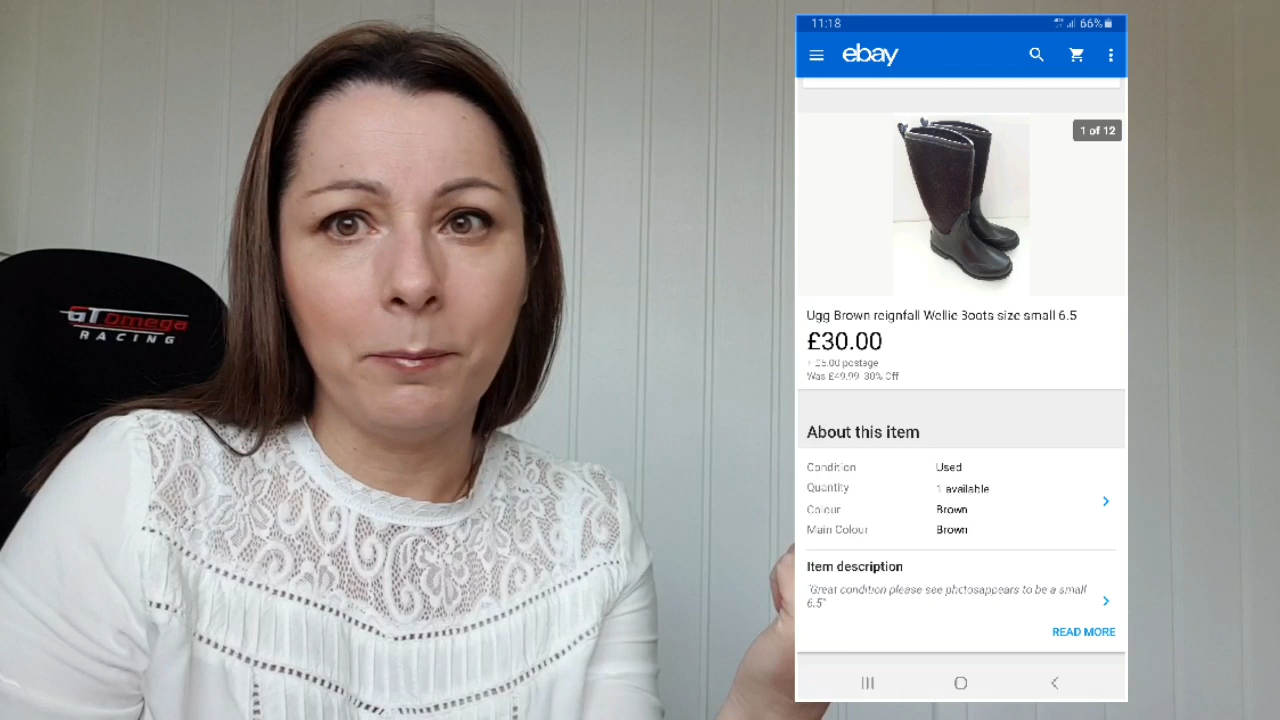 GT omega
RACING
11:18
66%
ebay
1 of 12
Ugg Brown reignfall Wellie Boots size small 6.5
£30.00
+ £5.00 postage
Was £49.99 30% Off
About this item
Condition Used
Quantity 1 available
Colour Brown
Main Colour Brown
Item description
"Great condition please see photosappears to be a small
6.5"
READ MORE